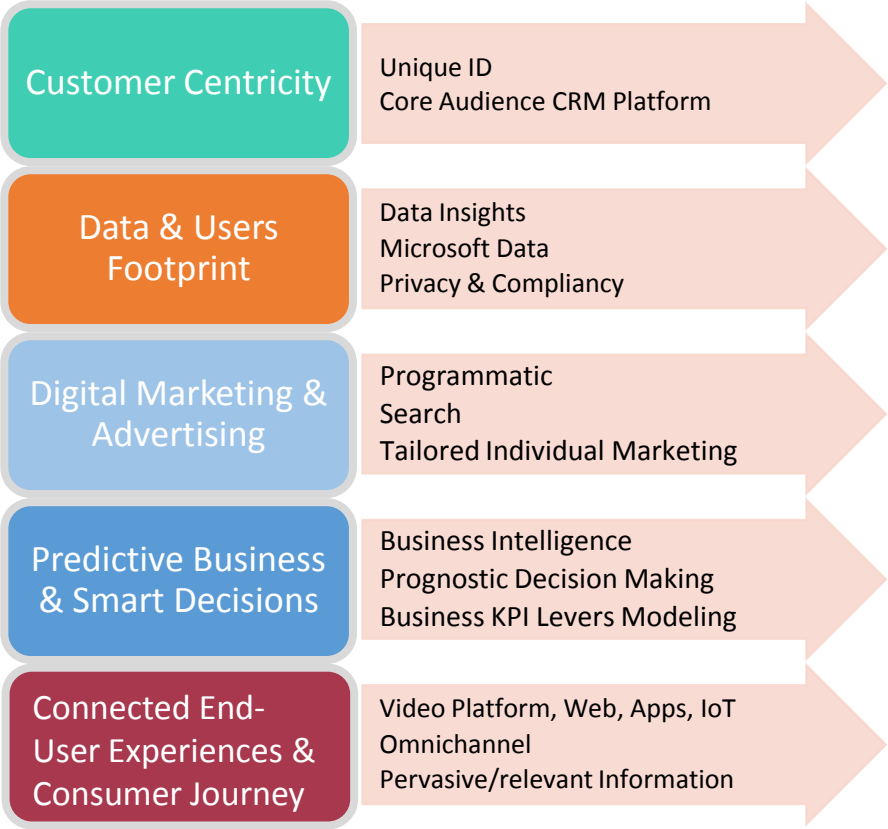 Customer Centricity
Unique ID
Core Audience CRM Platform
Data & Users
Footprint
Data Insights
Microsoft Data
Privacy & Compliancy
Digital Marketing &
Advertising
Programmatic
Search
Tailored Individual Marketing
Predictive Business
& Smart Decisions
Business Intelligence
Prognostic Decision Making
Business KPI Levers Modeling
Connected End-
User Experiences &
Consumer Journey
Video Platform, Web, Apps, IoT
Omnichannel
Pervasive/relevant Information